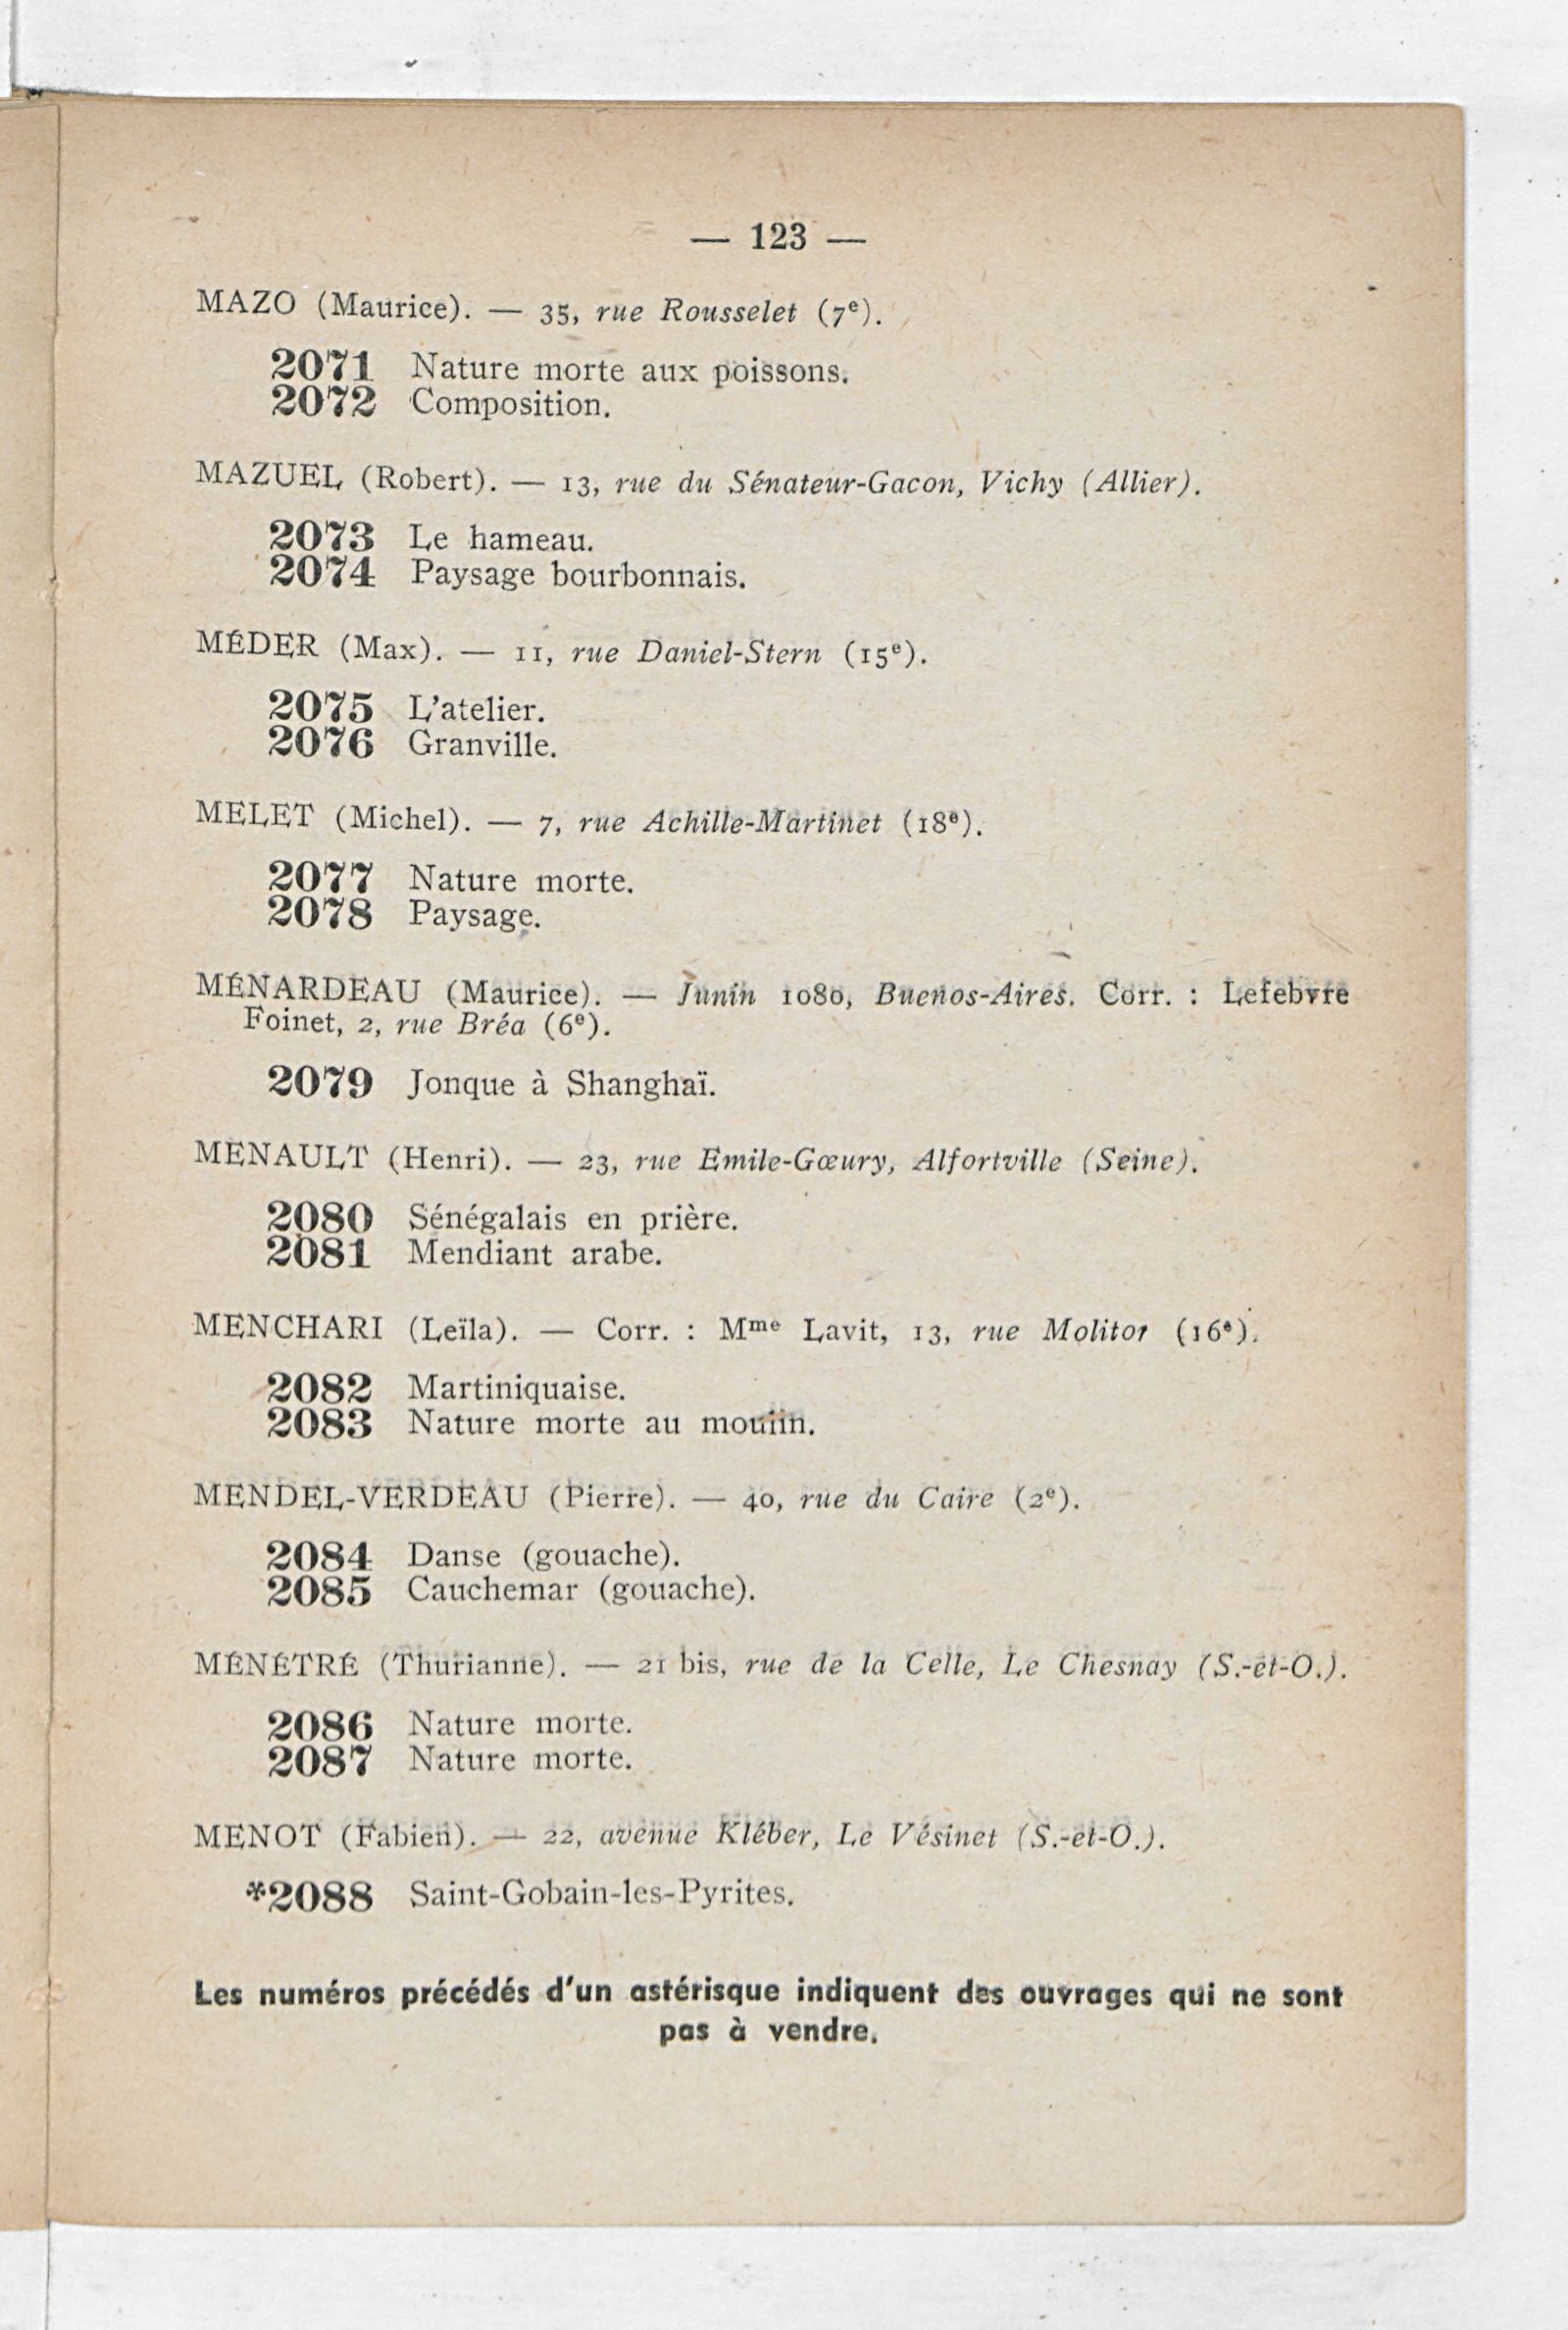 — 123 —
MAZO (Maurice). — 35, rue Rousselet (7e).
2071 Nature morte aux poissons.
2072 Composition.
MAZUEL (Robert). — 13, rue du Sénateur-Gacon, Vichy (Allier).
2073 Le hameau.
2074 Paysage bourbonnais.
MÉDER (Max). — 11, rue Daniel-Stern (15e).
2075 L'atelier.
2076 Granville.
MELET (Michel). — 7, rue Achille-Martinet (18e).
2077 Nature morte.
2078 Paysage.
MÉNARDEAU (Maurice). — Junin 1080, Buenos-Aires. Corr. : Lefebvre
Foinet, 2, rue Bréa (6e).
2079 Jonque à Shanghaï.
MENAULT (Henri). — 23, rue Emile-Gœury, Alfortville (Seine).
2080 Sénégalais en prière.
2081 Mendiant arabe.
MENCHARI (Leïla). — Corr. : Mme Lavit, 13, rue Molitor (16e).
2082 Martiniquaise.
2083 Nature morte au moulin.
MENDEL-VERDEAU (Pierre). — 40, rue du Caire (2e).
2084 Danse (gouache).
2085 Cauchemar (gouache).
MÉNÉTRÉ (Thurianne). — 21 bis, rue de la Celle, Le Chesnay (S.-et-O.).
2086 Nature morte.
2087 Nature morte.
MENOT (Fabien). — 22, avenue Kléber, Le Vésinet (S.-et-O.).
*2088 Saint-Gobain-les-Pyrites.
Les numéros précédés d'un astérisque indiquent des ouvrages qui ne sont
pas à vendre.